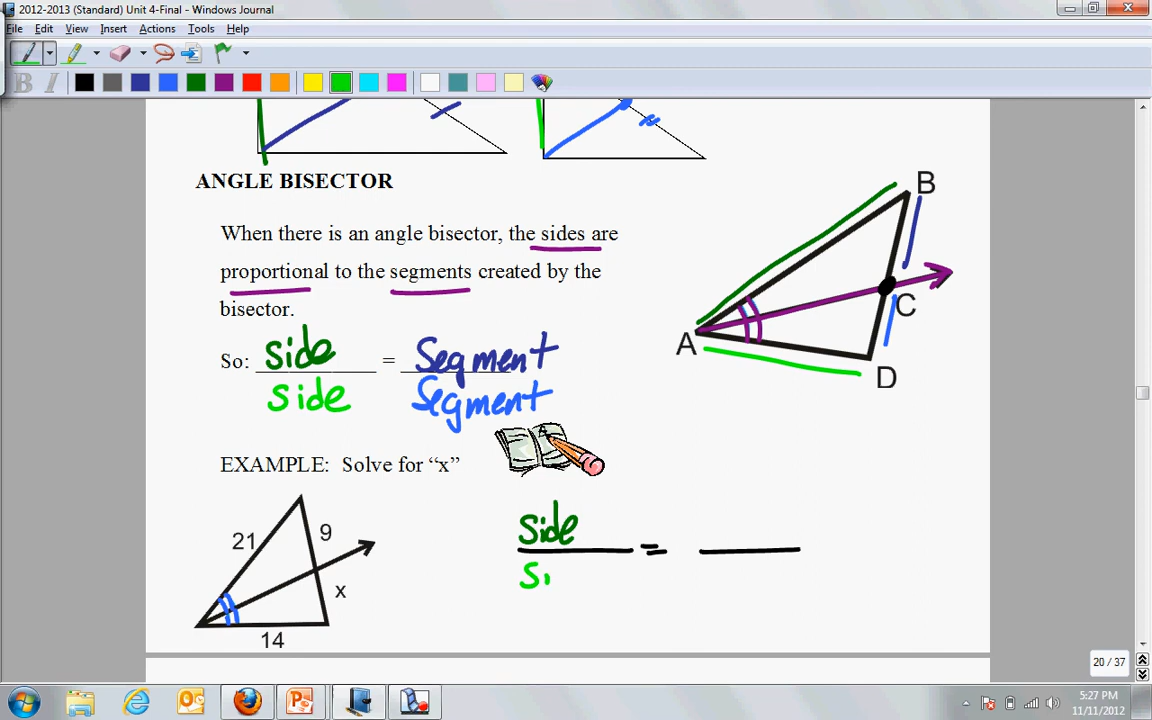 2012-2013 (Standard) Unit 4-Final - Windows Journal
File Edit View Insert Actions Tools Help
B I
ANGLE BISECTOR
When there is an angle bisector, the sides are
proportional to the segments created by the
bisector.
So: side = Segment
side Segment
B
C
A
D
EXAMPLE: Solve for “x”
21
9
x
14
side =
si
20 / 37
5:27 PM
11/11/2012